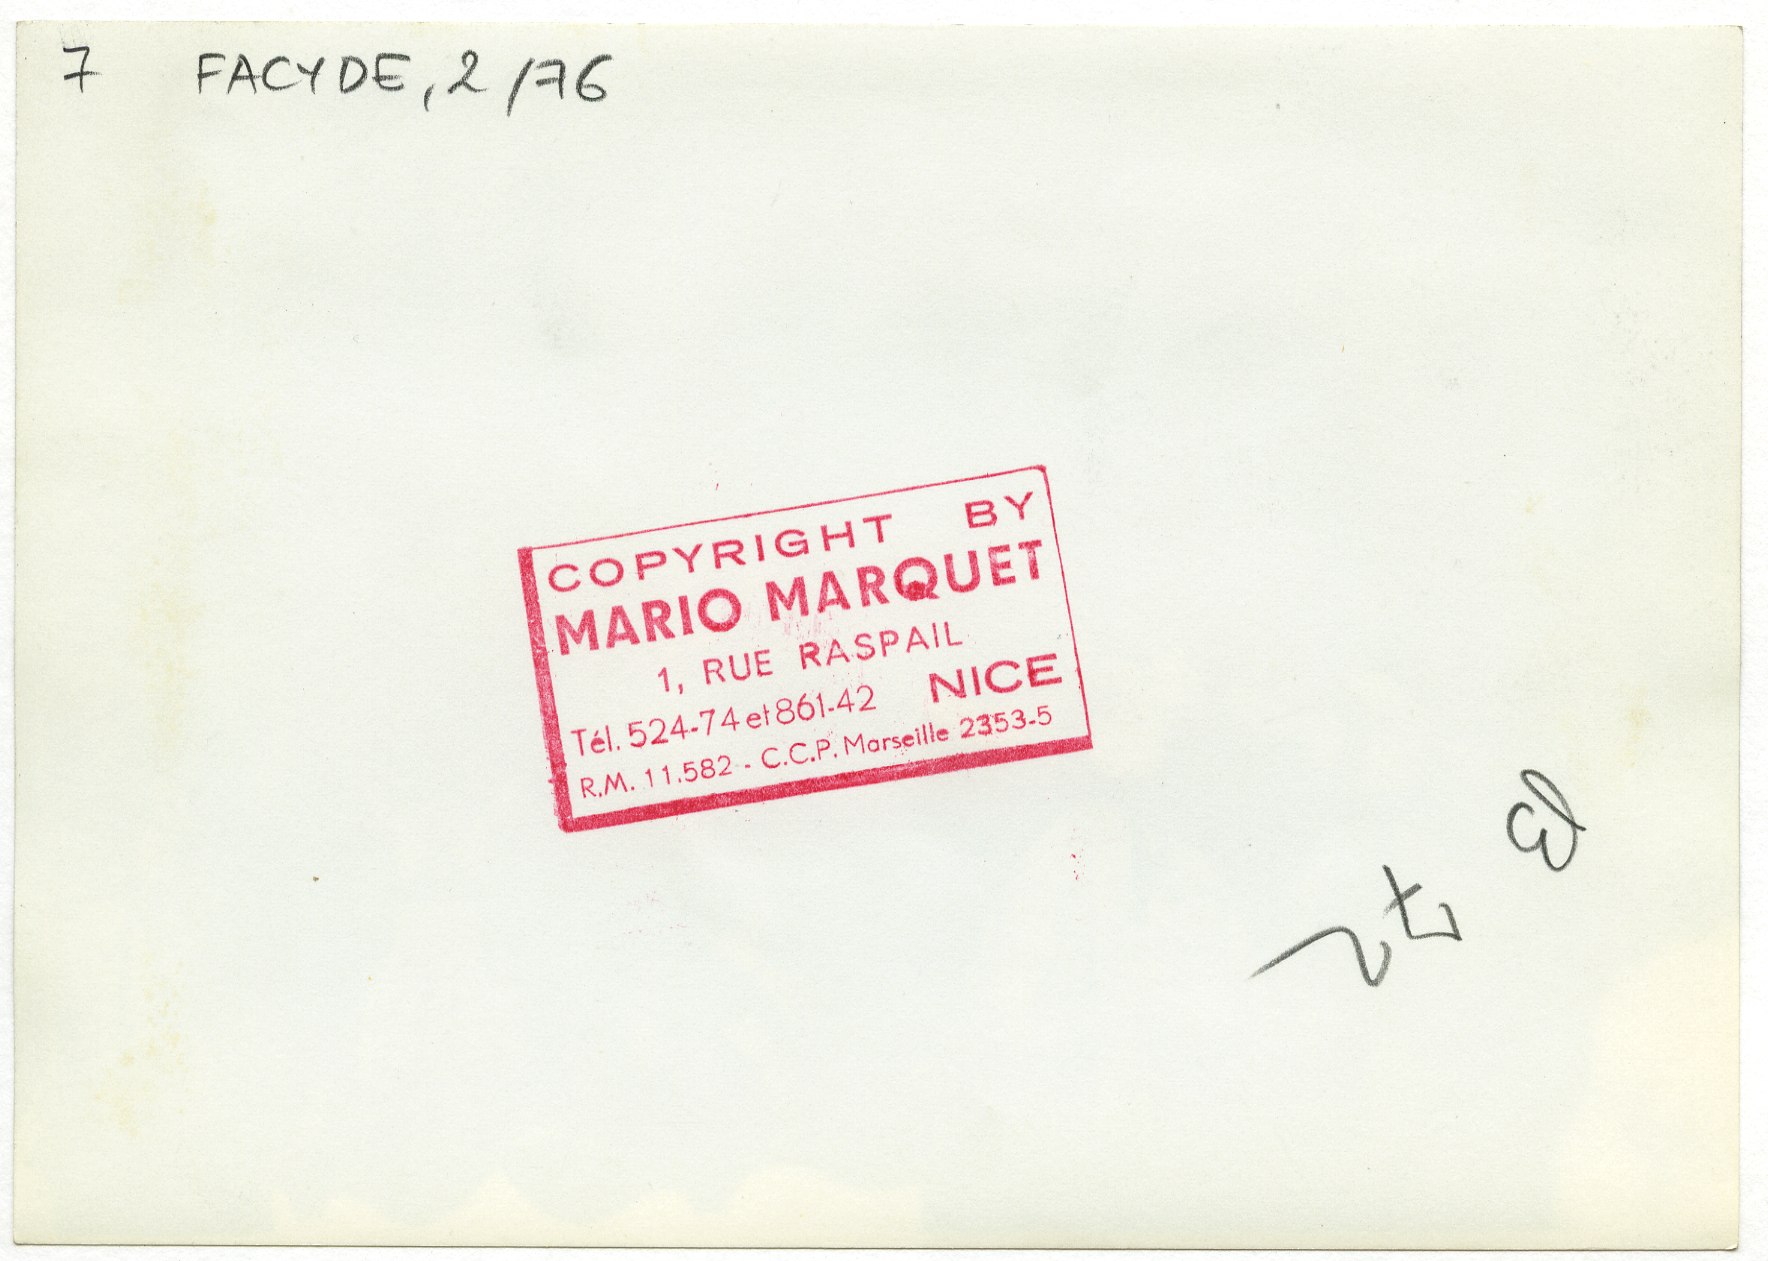 7 FACYDE, 2/76
COPYRIGHT BY
MARIO MARQUET
1, RUE RASPAIL
NICE
Tél. 524-74 et 861-42
R.M. 11.582 - C.C.P. Marseille 2353-5